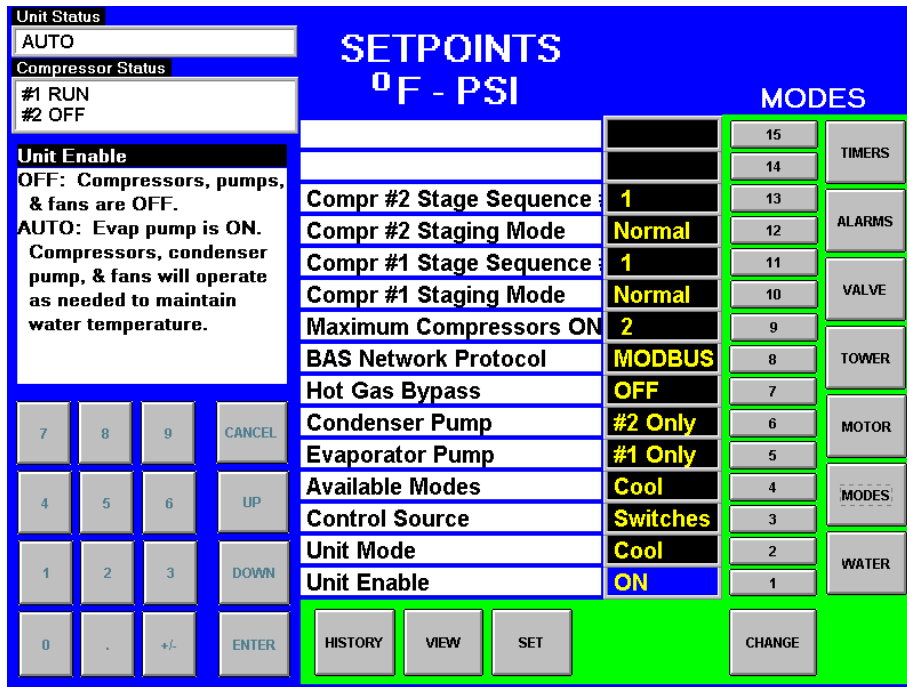 Unit Status
AUTO
Compressor Status
#1 RUN
#2 OFF
SETPOINTS
⁰F - PSI
MODES
Unit Enable
OFF: Compressors, pumps,
& fans are OFF.
AUTO: Evap pump is ON.
Compressors, condenser
pump, & fans will operate
as needed to maintain
water temperature.
15
14
Compr #2 Stage Sequence # 1 13
Compr #2 Staging Mode Normal 12
Compr #1 Stage Sequence # 1 11
Compr #1 Staging Mode Normal 10
Maximum Compressors ON 2 9
BAS Network Protocol MODBUS 8
Hot Gas Bypass OFF 7
Condenser Pump #2 Only 6
Evaporator Pump #1 Only 5
Available Modes Cool 4
Control Source Switches 3
Unit Mode Cool 2
Unit Enable ON 1
TIMERS
ALARMS
VALVE
TOWER
MOTOR
MODES
WATER
7 8 9 CANCEL
4 5 6 UP
1 2 3 DOWN
0 . +/- ENTER
HISTORY VIEW SET CHANGE